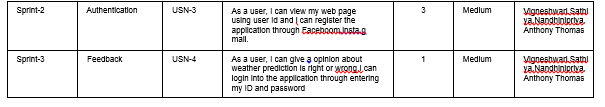 Sprint-2 Authentication USN-3 As a user, I can view my web page 3 Medium Vigneshwari.Sathi
using user id and i can register the ya,Nandhinipriya,
application through Faceboom,insta,g Anthony Thomas
mail.
Sprint-3 Feedback USN-4 As a user, I can give a opinion about 1 Medium Vigneshwari.Sathi
weather prediction is right or wrong.I can ya,Nandhinipriya,
login into the application through entering Anthony Thomas
my ID and password